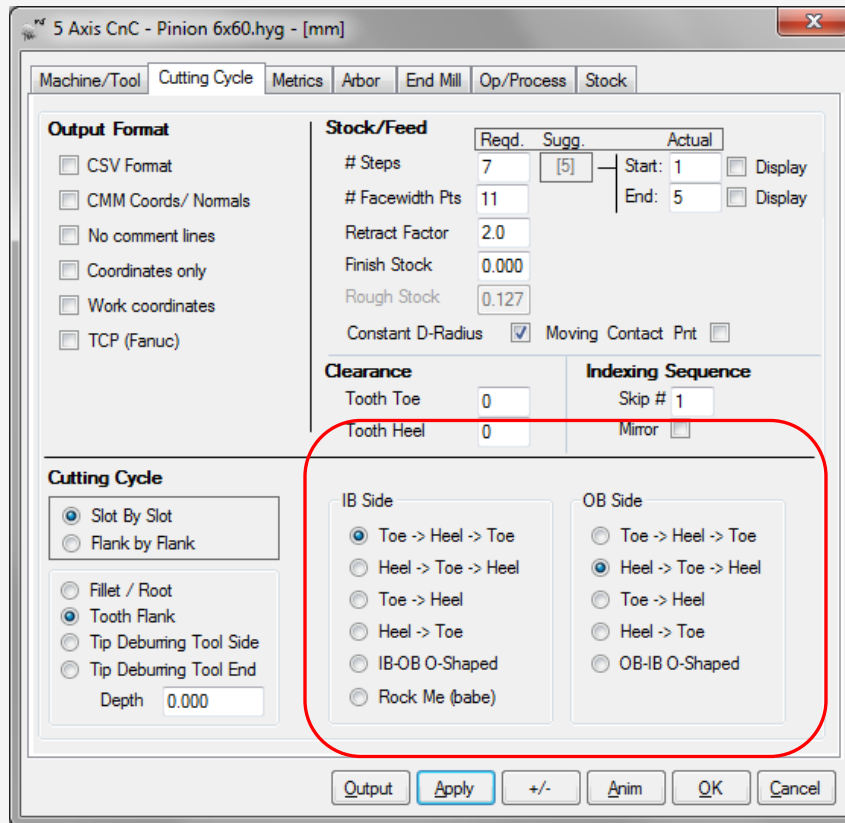 5 Axis CnC - Pinion 6x60.hyg - [mm]
Machine/Tool Cutting Cycle Metrics Arbor End Mill Op/Process Stock
Output Format
CSV Format
CMM Coords/ Normals
No comment lines
Coordinates only
Work coordinates
TCP (Fanuc)
Stock/Feed
Reqd. Sugg. Actual
# Steps 7 [5] Start: 1 Display
# Facewidth Pts 11 End: 5 Display
Retract Factor 2.0
Finish Stock 0.000
Rough Stock 0.127
Constant D-Radius Moving Contact Pnt
Clearance
Tooth Toe 0
Tooth Heel 0
Indexing Sequence
Skip # 1
Mirror
Cutting Cycle
Slot By Slot
Flank by Flank
Fillet / Root
Tooth Flank
Tip Deburring Tool Side
Tip Deburring Tool End
Depth 0.000
IB Side
Toe -> Heel -> Toe
Heel -> Toe -> Heel
Toe -> Heel
Heel -> Toe
IB-OB O-Shaped
Rock Me (babe)
OB Side
Toe -> Heel -> Toe
Heel -> Toe -> Heel
Toe -> Heel
Heel -> Toe
OB-IB O-Shaped
Output Apply +/- Anim OK Cancel